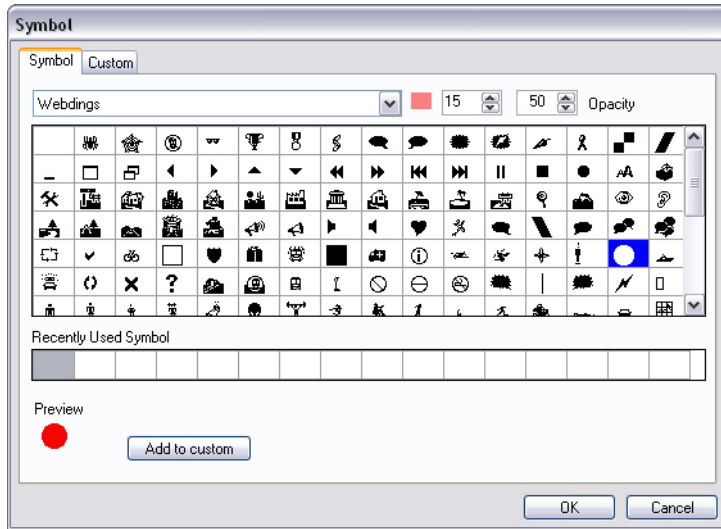 Symbol
Symbol Custom
Webdings 15 50 Opacity
Recently Used Symbol
Preview
Add to custom
OK Cancel